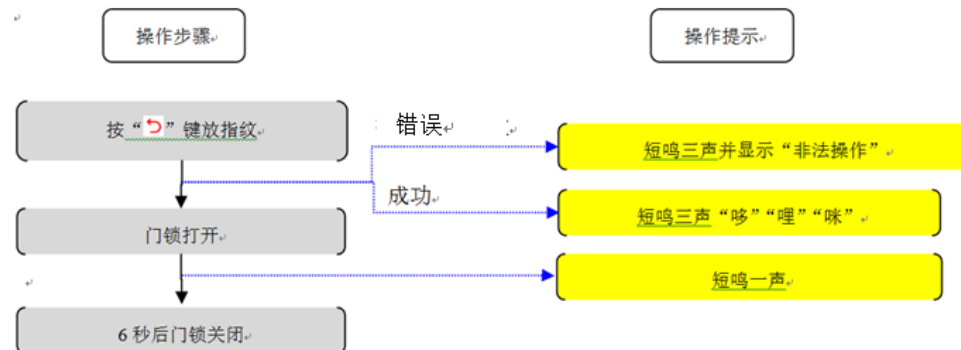 操作步骤
操作提示
按“”键放指纹
错误
短鸣三声并显示“非法操作”
成功
短鸣三声“哆”“哩”“咪”
门锁打开
短鸣一声
6 秒后门锁关闭